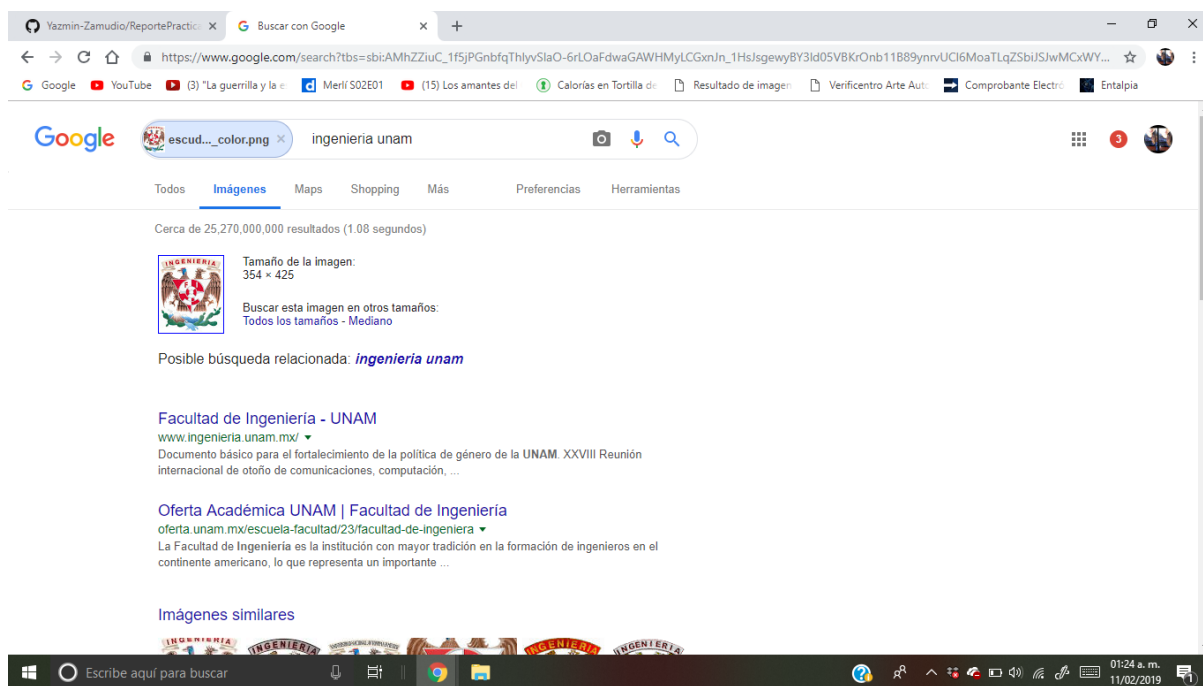 Yazmin-Zamudio/ReportePractica
Buscar con Google
https://www.google.com/search?tbs=sbi:AMhZZiuC_1f5jPGnbfqThlyvSlaO-6rLOaFdwaGAWHMyLCGxnJn_1HsJsgewyBY3ld05VBKrOnb11B89ynrvUCl6MoaTLqZSbiJSJwMCxWY...
Google YouTube (3) "La guerrilla y la e Merlí S02E01 (15) Los amantes del Calorías en Tortilla de Resultado de imagen Verificentro Arte Auto Comprobante Electró Entalpia
Google escud..._color.png ingenieria unam 3
Todos Imágenes Maps Shopping Más Preferencias Herramientas
Cerca de 25,270,000,000 resultados (1.08 segundos)
INGENIERIA
Tamaño de la imagen:
354 × 425
Buscar esta imagen en otros tamaños:
Todos los tamaños - Mediano
Posible búsqueda relacionada: ingenieria unam
Facultad de Ingeniería - UNAM
www.ingenieria.unam.mx/
Documento básico para el fortalecimiento de la política de género de la UNAM. XXVIII Reunión
internacional de otoño de comunicaciones, computación, ...
Oferta Académica UNAM | Facultad de Ingeniería
oferta.unam.mx/escuela-facultad/23/facultad-de-ingeniera
La Facultad de Ingeniería es la institución con mayor tradición en la formación de ingenieros en el
continente americano, lo que representa un importante ...
Imágenes similares
INGENIERIA INGENIERIA INGENIERIA INGENIERIA
Escribe aquí para buscar
01:24 a. m.
11/02/2019